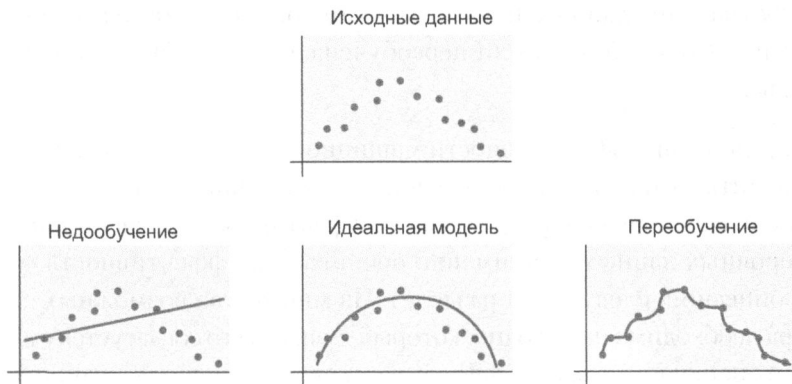 Исходные данные
Недообучение
Идеальная модель
Переобучение